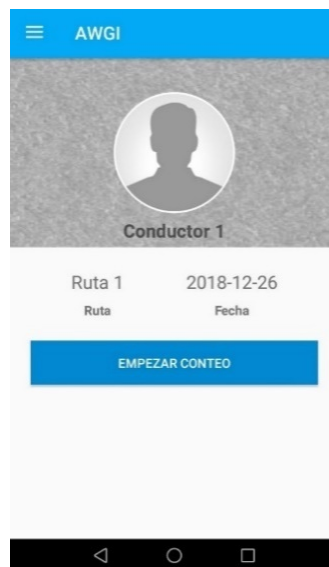 AWGI
Conductor 1
Ruta 1 2018-12-26
Ruta Fecha
EMPEZAR CONTEO